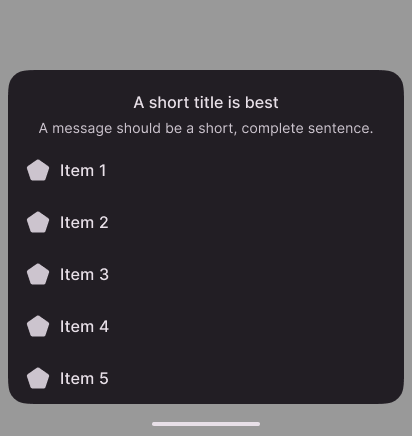 A short title is best
A message should be a short, complete sentence.
Item 1
Item 2
Item 3
Item 4
Item 5